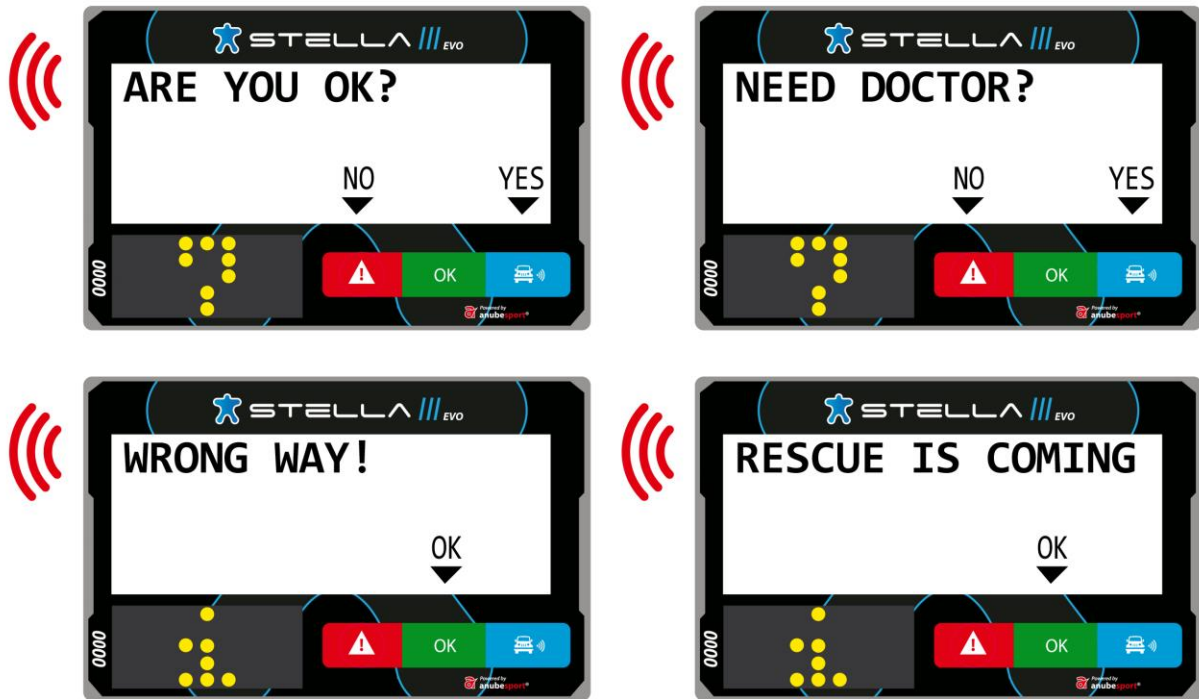 STELLA III EVO
ARE YOU OK?
NO YES
0000
OK
Powered by
anubesport®
STELLA III EVO
NEED DOCTOR?
NO YES
0000
OK
Powered by
anubesport®
STELLA III EVO
WRONG WAY!
OK
0000
OK
Powered by
anubesport®
STELLA III EVO
RESCUE IS COMING
OK
0000
OK
Powered by
anubesport®